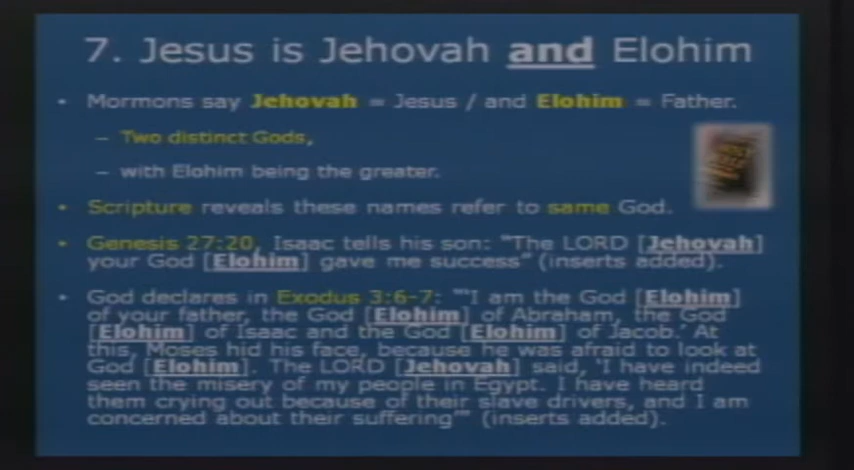 7. Jesus is Jehovah and Elohim
• Mormons say Jehovah = Jesus / and Elohim = Father.
– Two distinct Gods,
– with Elohim being the greater.
• Scripture reveals these names refer to same God.
• Genesis 27:20, Isaac tells his son: "The LORD [Jehovah]
your God [Elohim] gave me success" (inserts added).
• God declares in Exodus 3:6-7: "'I am the God [Elohim]
of your father, the God [Elohim] of Abraham, the God
[Elohim] of Isaac and the God [Elohim] of Jacob.' At
this, Moses hid his face, because he was afraid to look at
God [Elohim]. The LORD [Jehovah] said, 'I have indeed
seen the misery of my people in Egypt. I have heard
them crying out because of their slave drivers, and I am
concerned about their suffering'" (inserts added).
HOLY
BIBLE